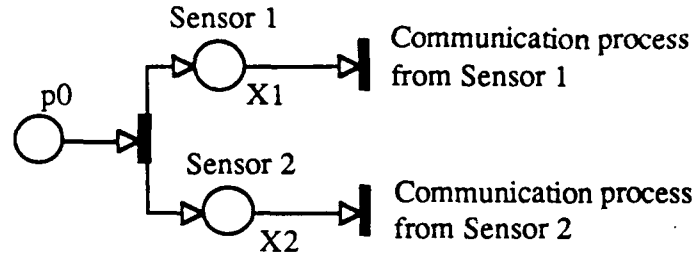 Sensor 1
Communication process
from Sensor 1
X1
p0
Sensor 2
Communication process
from Sensor 2
X2